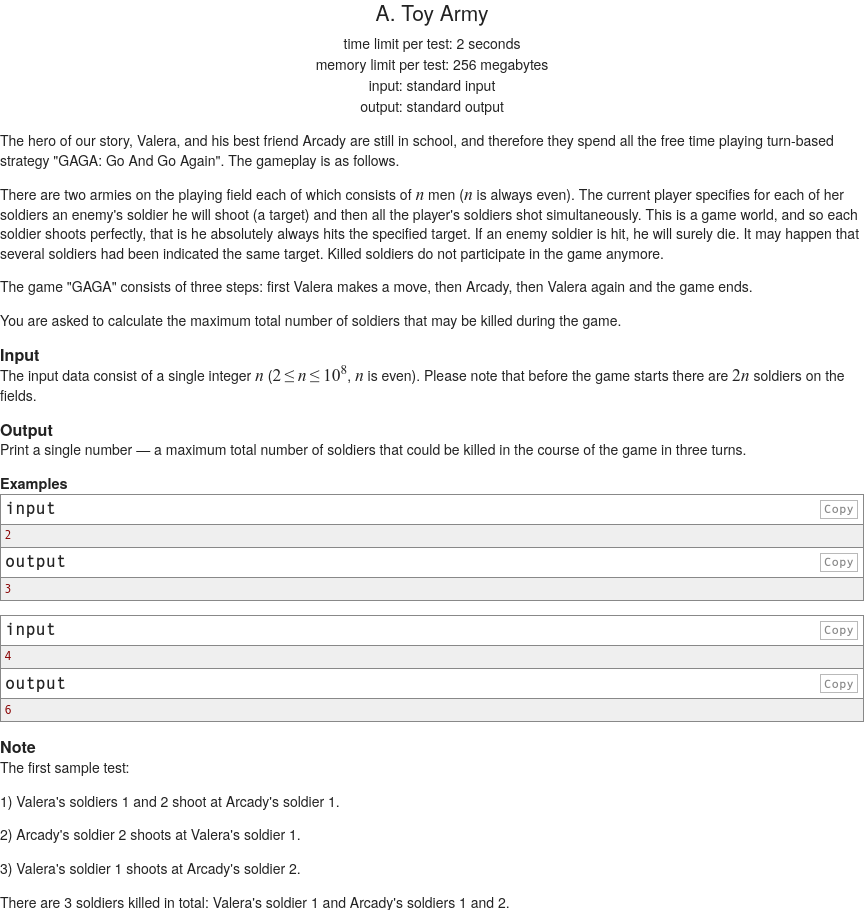 A. Toy Army
time limit per test: 2 seconds
memory limit per test: 256 megabytes
input: standard input
output: standard output
The hero of our story, Valera, and his best friend Arcady are still in school, and therefore they spend all the free time playing turn-based
strategy "GAGA: Go And Go Again". The gameplay is as follows.
There are two armies on the playing field each of which consists of n men (n is always even). The current player specifies for each of her
soldiers an enemy's soldier he will shoot (a target) and then all the player's soldiers shot simultaneously. This is a game world, and so each
soldier shoots perfectly, that is he absolutely always hits the specified target. If an enemy soldier is hit, he will surely die. It may happen that
several soldiers had been indicated the same target. Killed soldiers do not participate in the game anymore.
The game "GAGA" consists of three steps: first Valera makes a move, then Arcady, then Valera again and the game ends.
You are asked to calculate the maximum total number of soldiers that may be killed during the game.
Input
The input data consist of a single integer n (2 ≤ n ≤ 10^8, n is even). Please note that before the game starts there are 2n soldiers on the
fields.
Output
Print a single number — a maximum total number of soldiers that could be killed in the course of the game in three turns.
Examples
input Copy
2
output Copy
3
input Copy
4
output Copy
6
Note
The first sample test:
1) Valera's soldiers 1 and 2 shoot at Arcady's soldier 1.
2) Arcady's soldier 2 shoots at Valera's soldier 1.
3) Valera's soldier 1 shoots at Arcady's soldier 2.
There are 3 soldiers killed in total: Valera's soldier 1 and Arcady's soldiers 1 and 2.